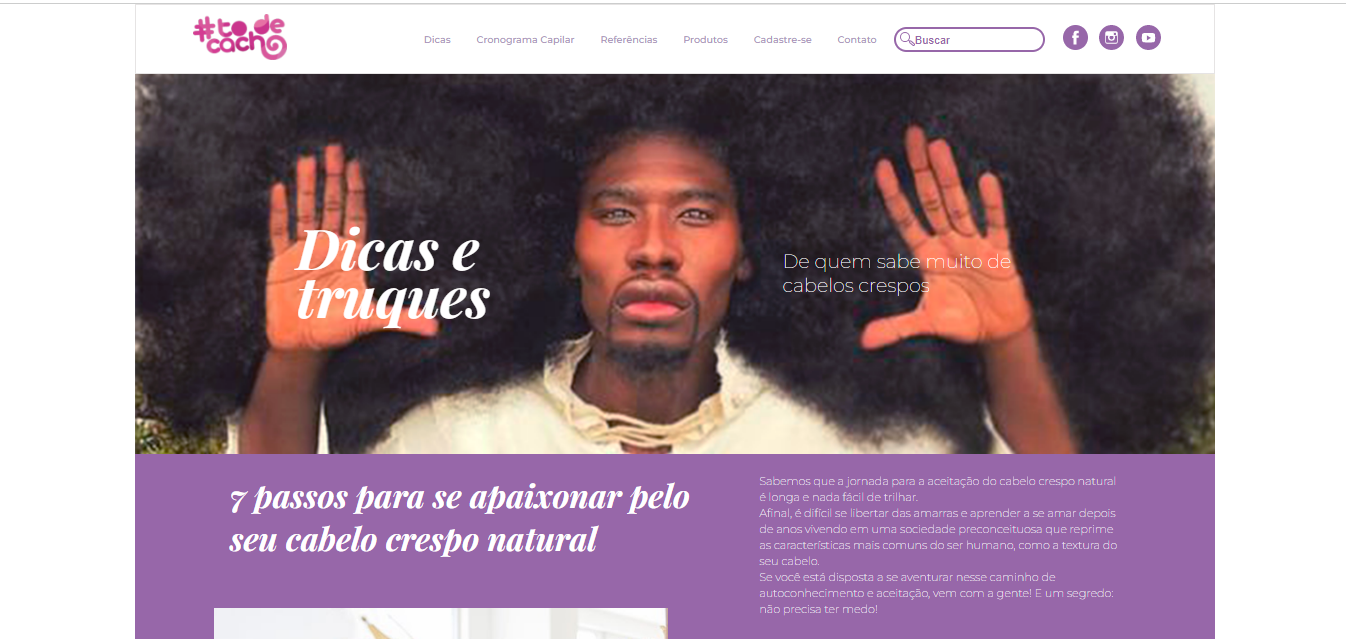 #to de
cacho
Dicas Cronograma Capilar Referências Produtos Cadastre-se Contato Buscar
Dicas e
truques
De quem sabe muito de
cabelos crespos
7 passos para se apaixonar pelo
seu cabelo crespo natural
Sabemos que a jornada para a aceitação do cabelo crespo natural
é longa e nada fácil de trilhar.
Afinal, é difícil se libertar das amarras e aprender a se amar depois
de anos vivendo em uma sociedade preconceituosa que reprime
as características mais comuns do ser humano, como a textura do
seu cabelo.
Se você está disposta a se aventurar nesse caminho de
autoconhecimento e aceitação, vem com a gente! E um segredo:
não precisa ter medo!